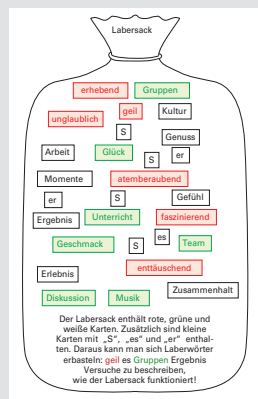 Labersack
erhebend Gruppen
unglaublich geil Kultur
S Genuss
Arbeit Glück S er
Momente atemberaubend
er S Gefühl
Ergebnis Unterricht faszinierend
Geschmack S es Team
Erlebnis enttäuschend
Zusammenhalt
Diskussion Musik
Der Labersack enthält rote, grüne und
weiße Karten. Zusätzlich sind kleine
Karten mit „S", „es" und „er" enthal-
ten. Daraus kann man sich Laberwörter
erbasteln: geil es Gruppen Ergebnis
Versuche zu beschreiben,
wie der Labersack funktioniert!